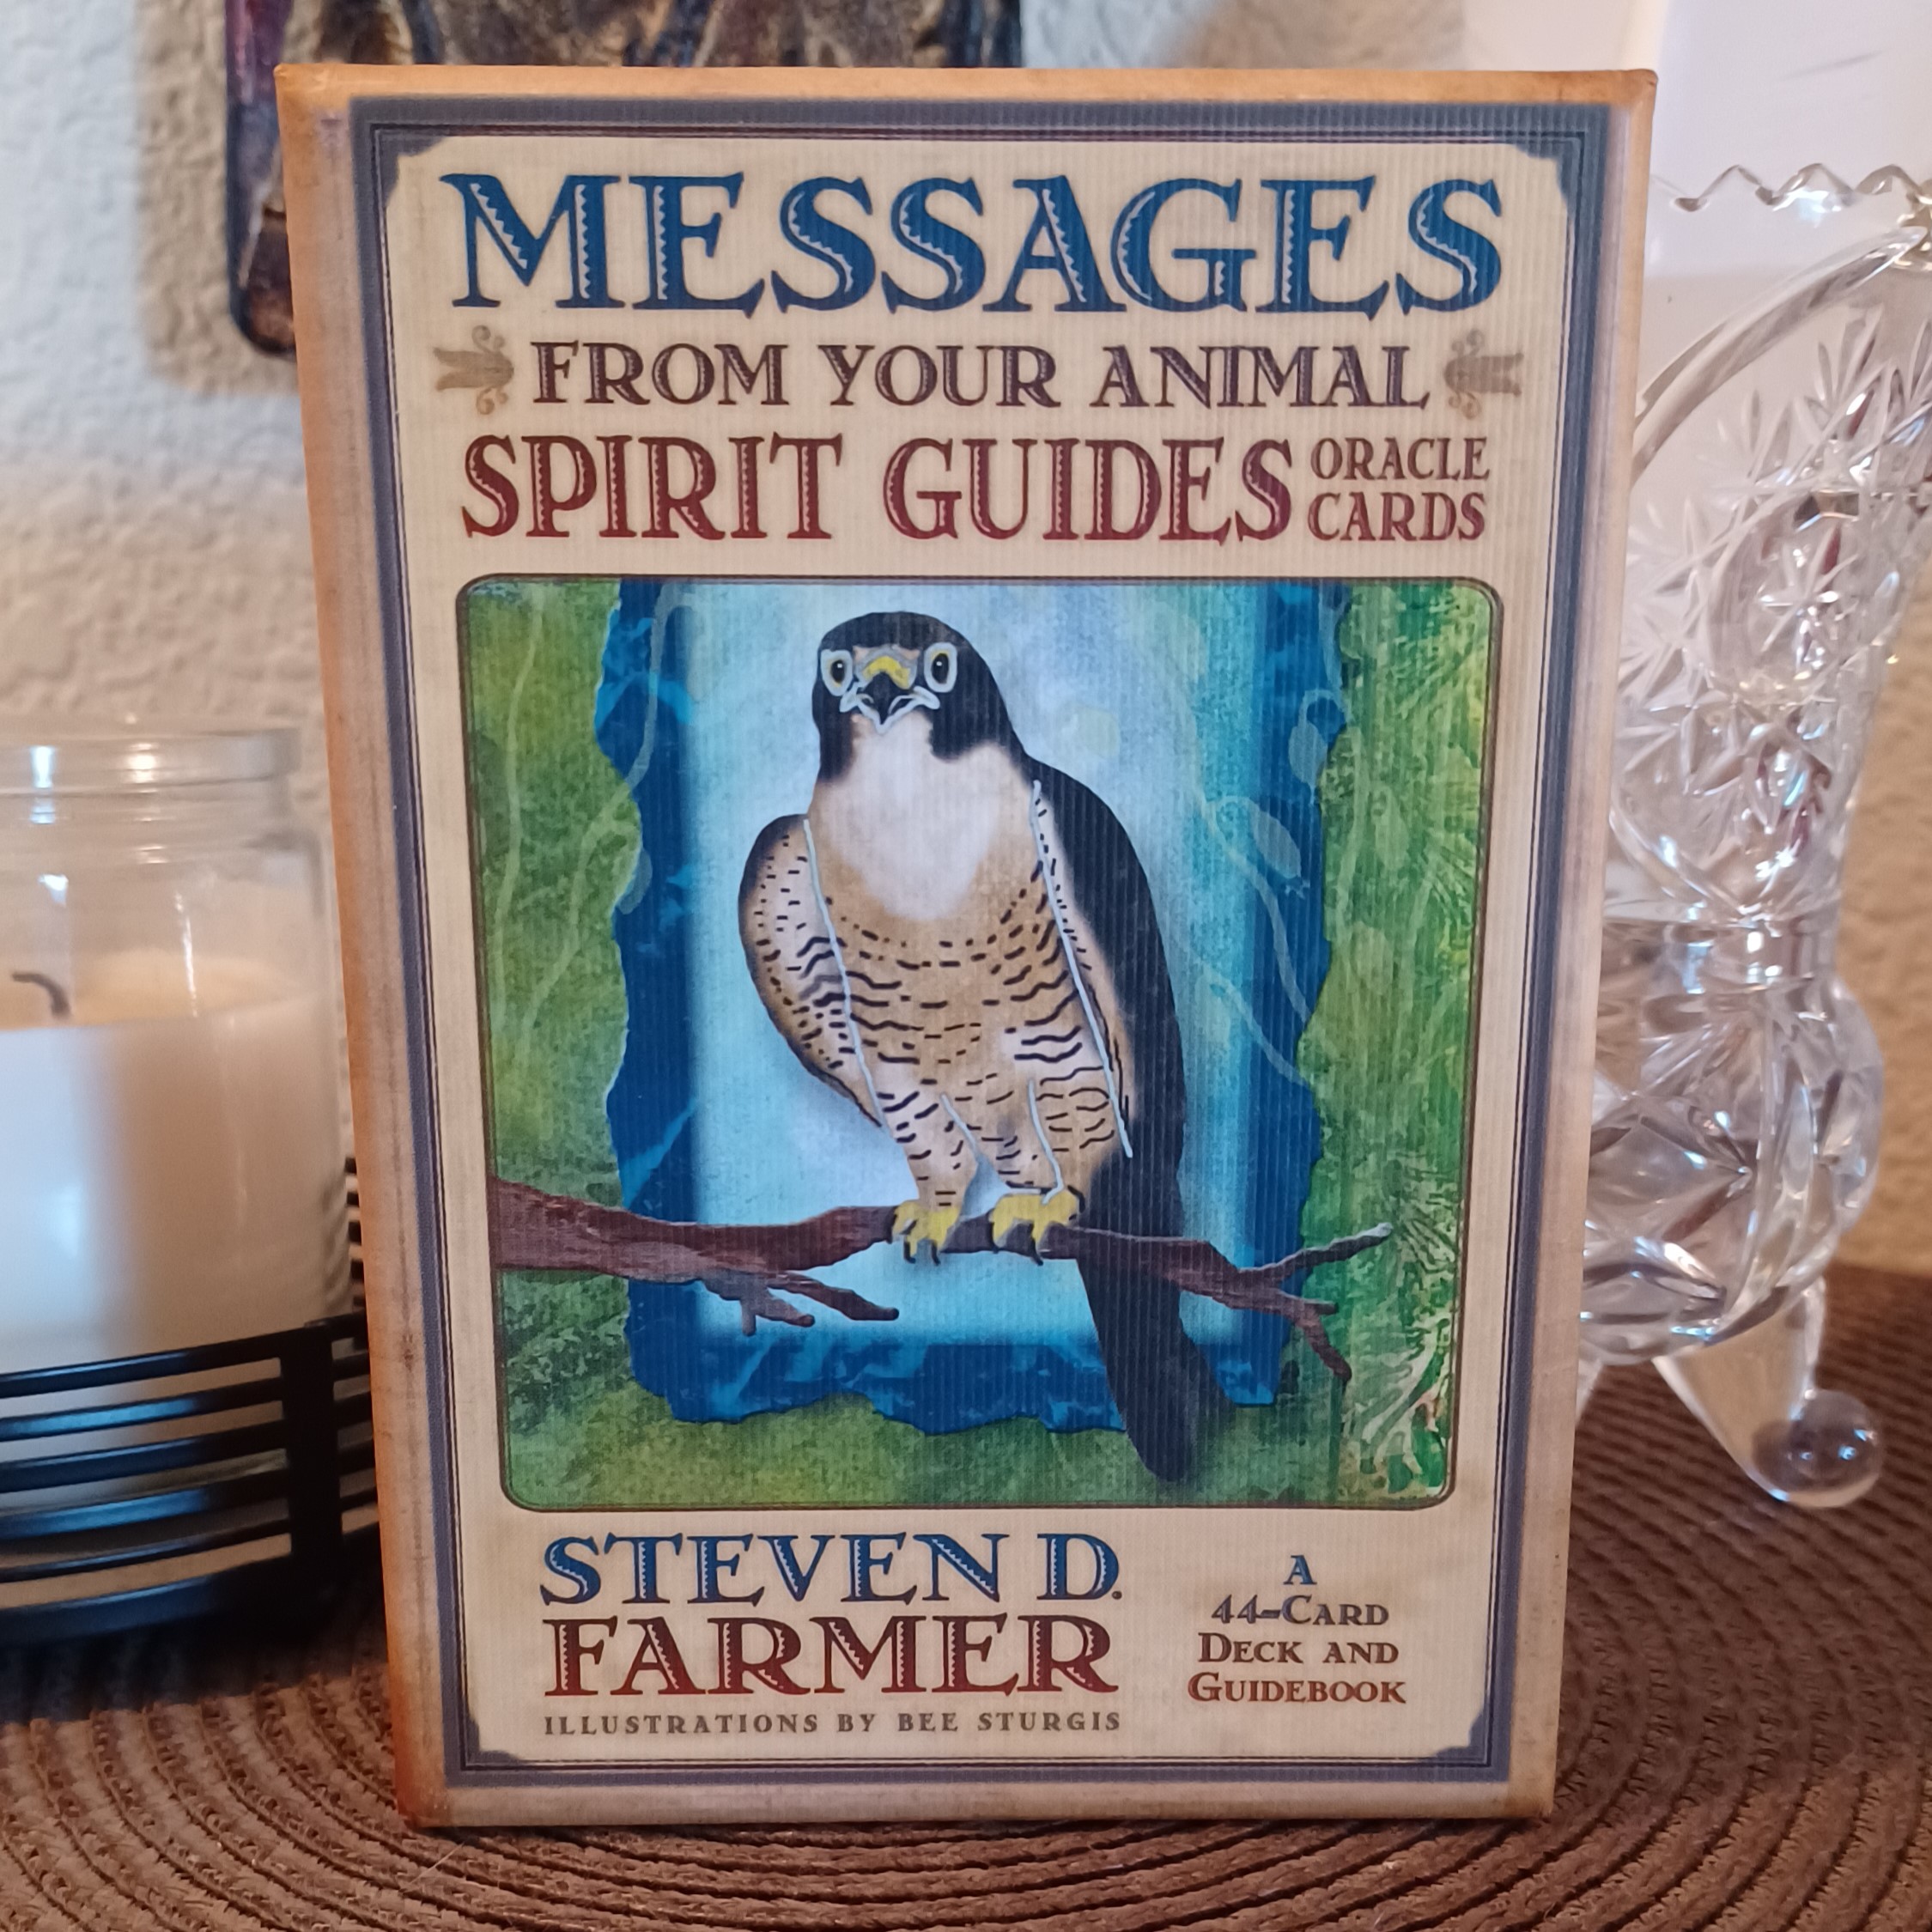 MESSAGES
FROM YOUR ANIMAL
SPIRIT GUIDES ORACLE CARDS
STEVEN D.
FARMER
ILLUSTRATIONS BY BEE STURGIS
A
44-CARD
DECK AND
GUIDEBOOK